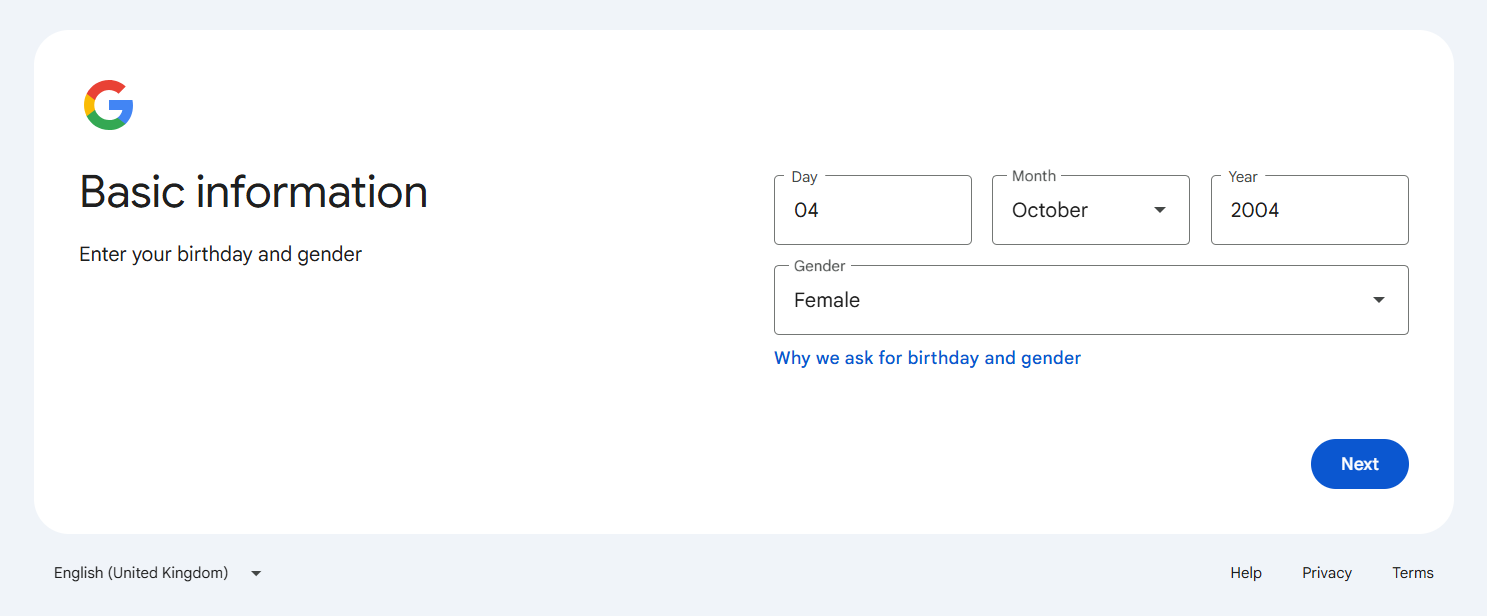 Basic information
Enter your birthday and gender
Day
04
Month
October
Year
2004
Gender
Female
Why we ask for birthday and gender
Next
English (United Kingdom)
Help
Privacy
Terms